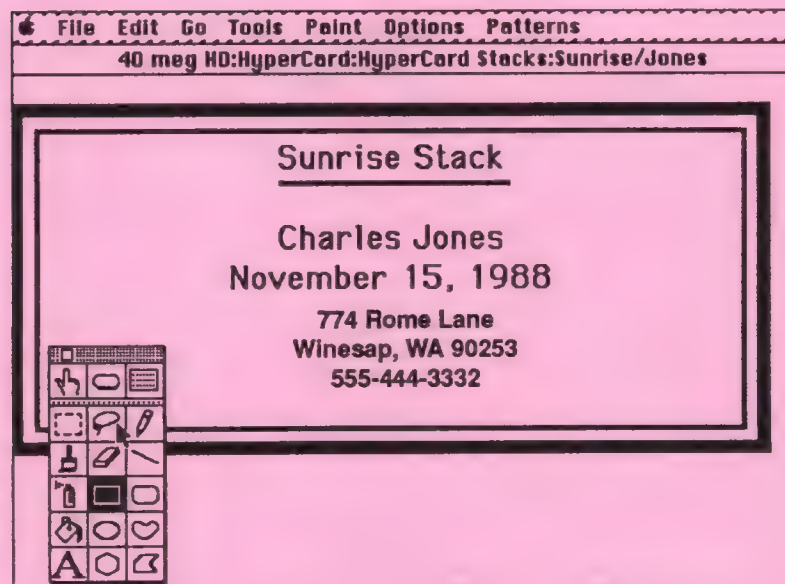 File Edit Go Tools Paint Options Patterns
40 meg HD:HyperCard:HyperCard Stacks:Sunrise/Jones
Sunrise Stack
Charles Jones
November 15, 1988
774 Rome Lane
Winesap, WA 90253
555-444-3332
A